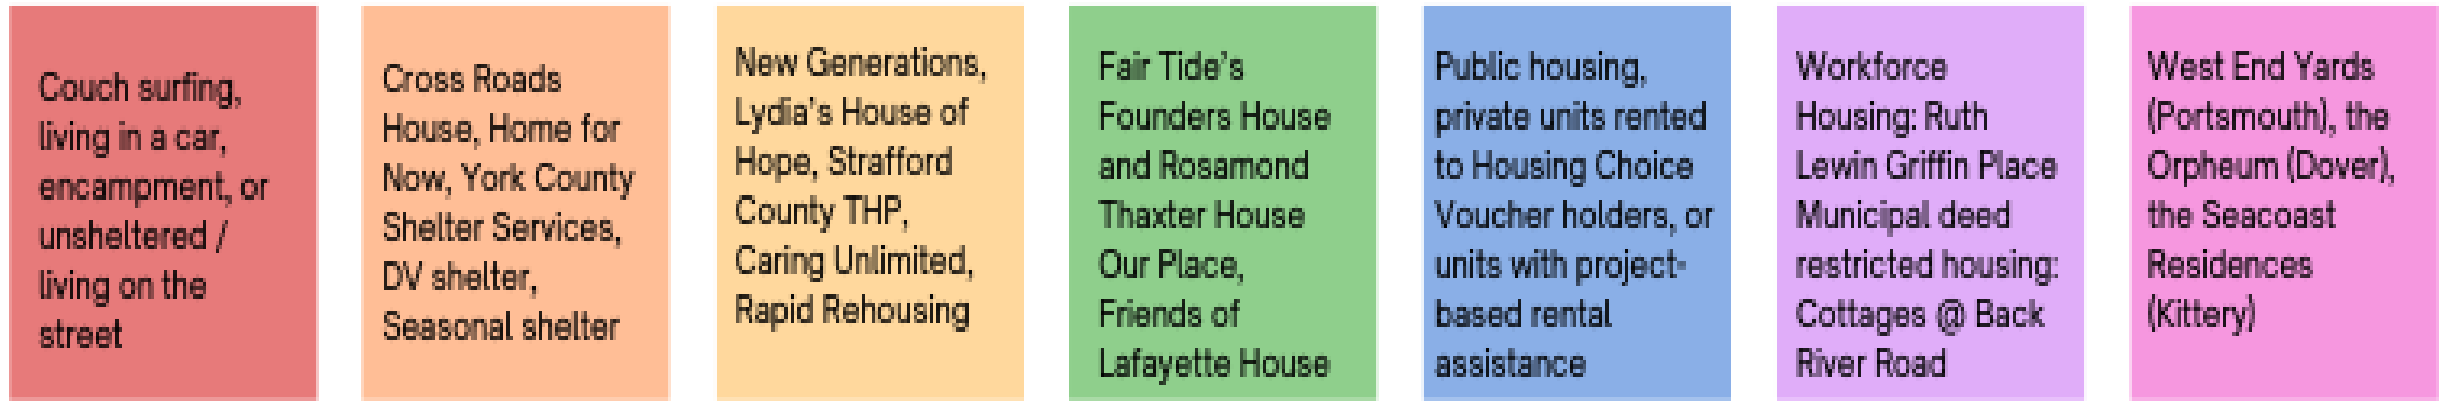 Couch surfing,
living in a car,
encampment, or
unsheltered /
living on the
street
Cross Roads
House, Home for
Now, York County
Shelter Services,
DV shelter,
Seasonal shelter
New Generations,
Lydia's House of
Hope, Strafford
County THP,
Caring Unlimited,
Rapid Rehousing
Fair Tide's
Founders House
and Rosamond
Thaxter House
Our Place,
Friends of
Lafayette House
Public housing,
private units rented
to Housing Choice
Voucher holders, or
units with project-
based rental
assistance
Workforce
Housing: Ruth
Lewin Griffin Place
Municipal deed
restricted housing:
Cottages @ Back
River Road
West End Yards
(Portsmouth), the
Orpheum (Dover),
the Seacoast
Residences
(Kittery)